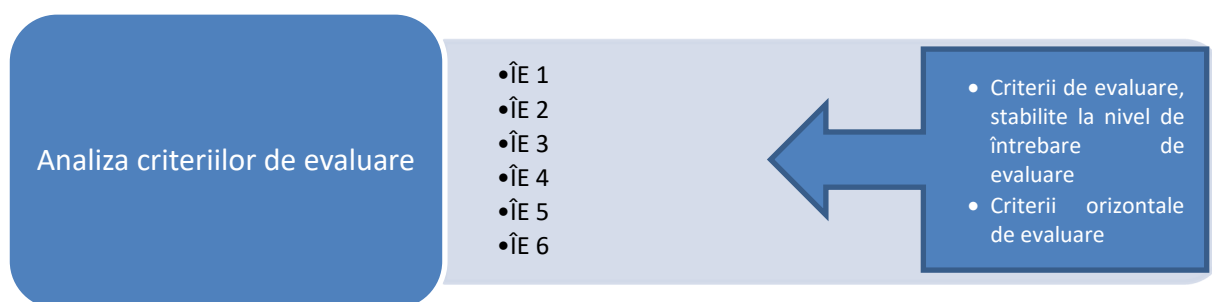 Analiza criteriilor de evaluare
•ÎE 1
•ÎE 2
•ÎE 3
•ÎE 4
•ÎE 5
•ÎE 6
• Criterii de evaluare,
stabilite la nivel de
întrebare de
evaluare
• Criterii orizontale
de evaluare